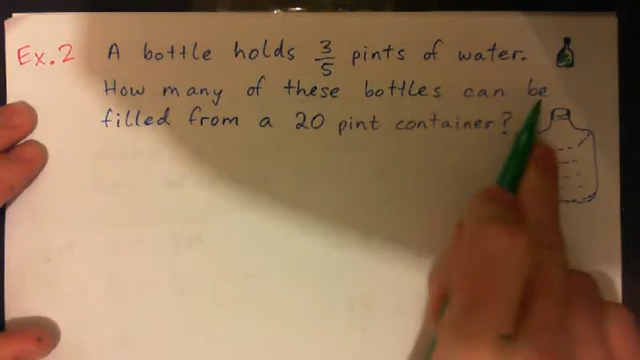 Ex.2 A bottle holds 3/5 pints of water.
How many of these bottles can be
filled from a 20 pint container?